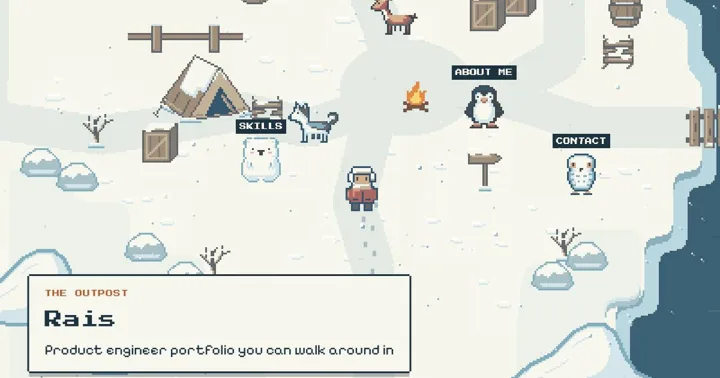 ABOUT ME
SKILLS
CONTACT
THE OUTPOST
Rais
Product engineer portfolio you can walk around in